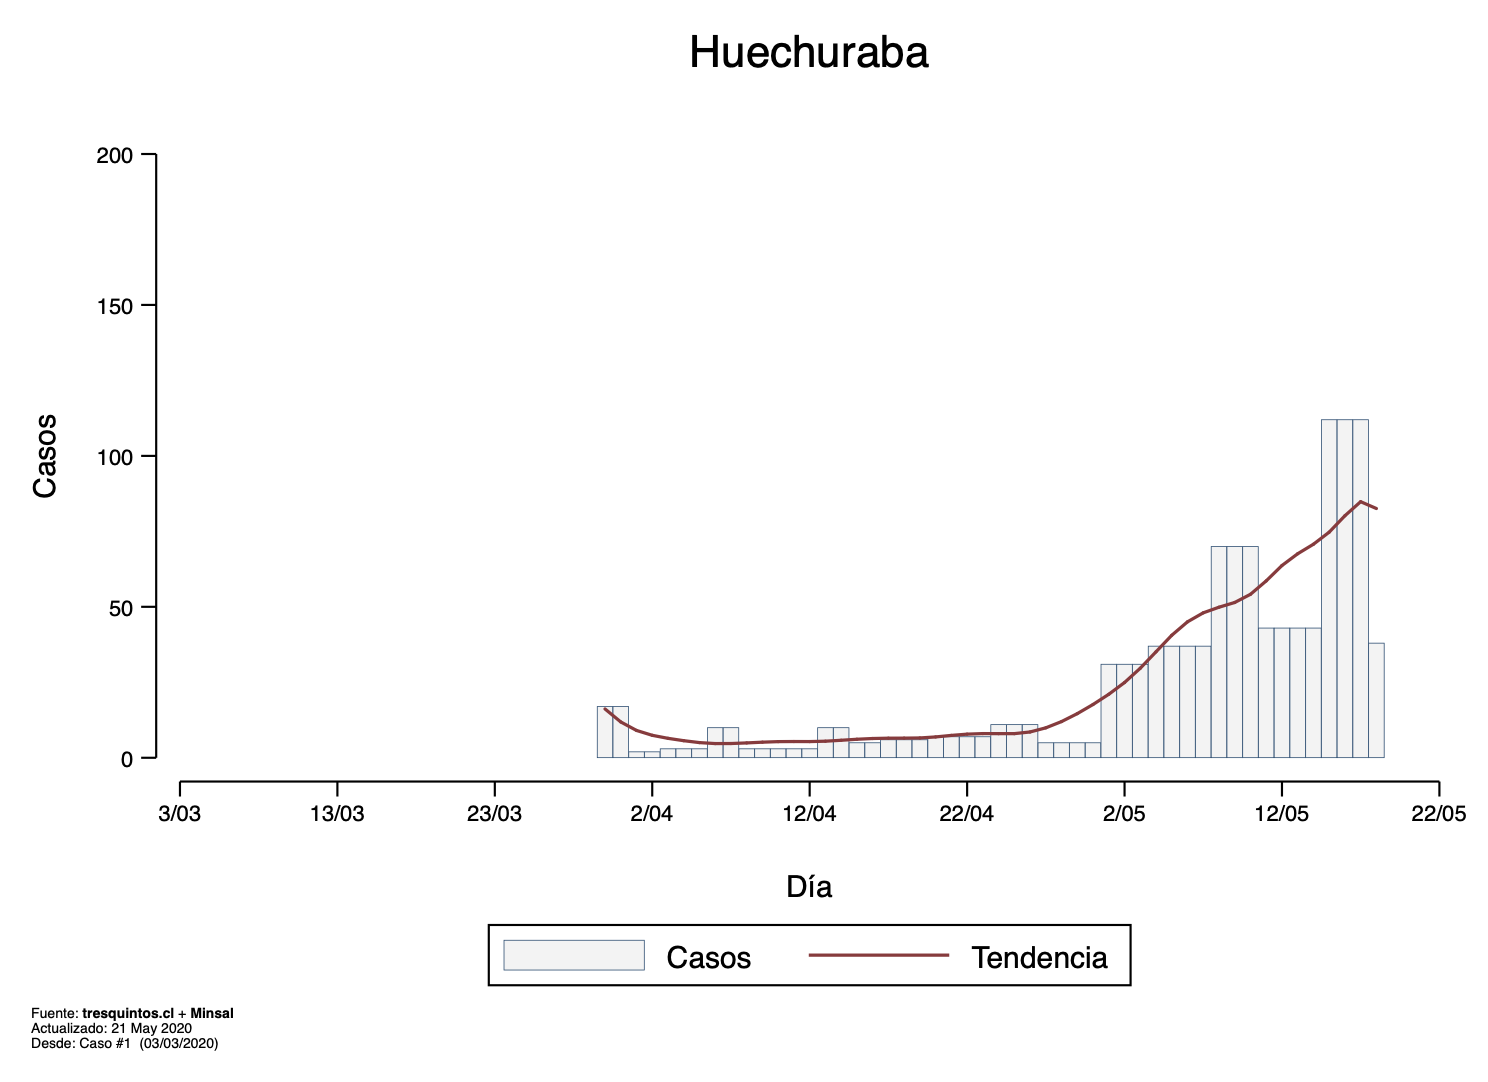 Huechuraba
200
150
100
50
0
Casos
3/03 13/03 23/03 2/04 12/04 22/04 2/05 12/05 22/05
Día
Casos Tendencia
Fuente: tresquintos.cl + Minsal
Actualizado: 21 May 2020
Desde: Caso #1 (03/03/2020)